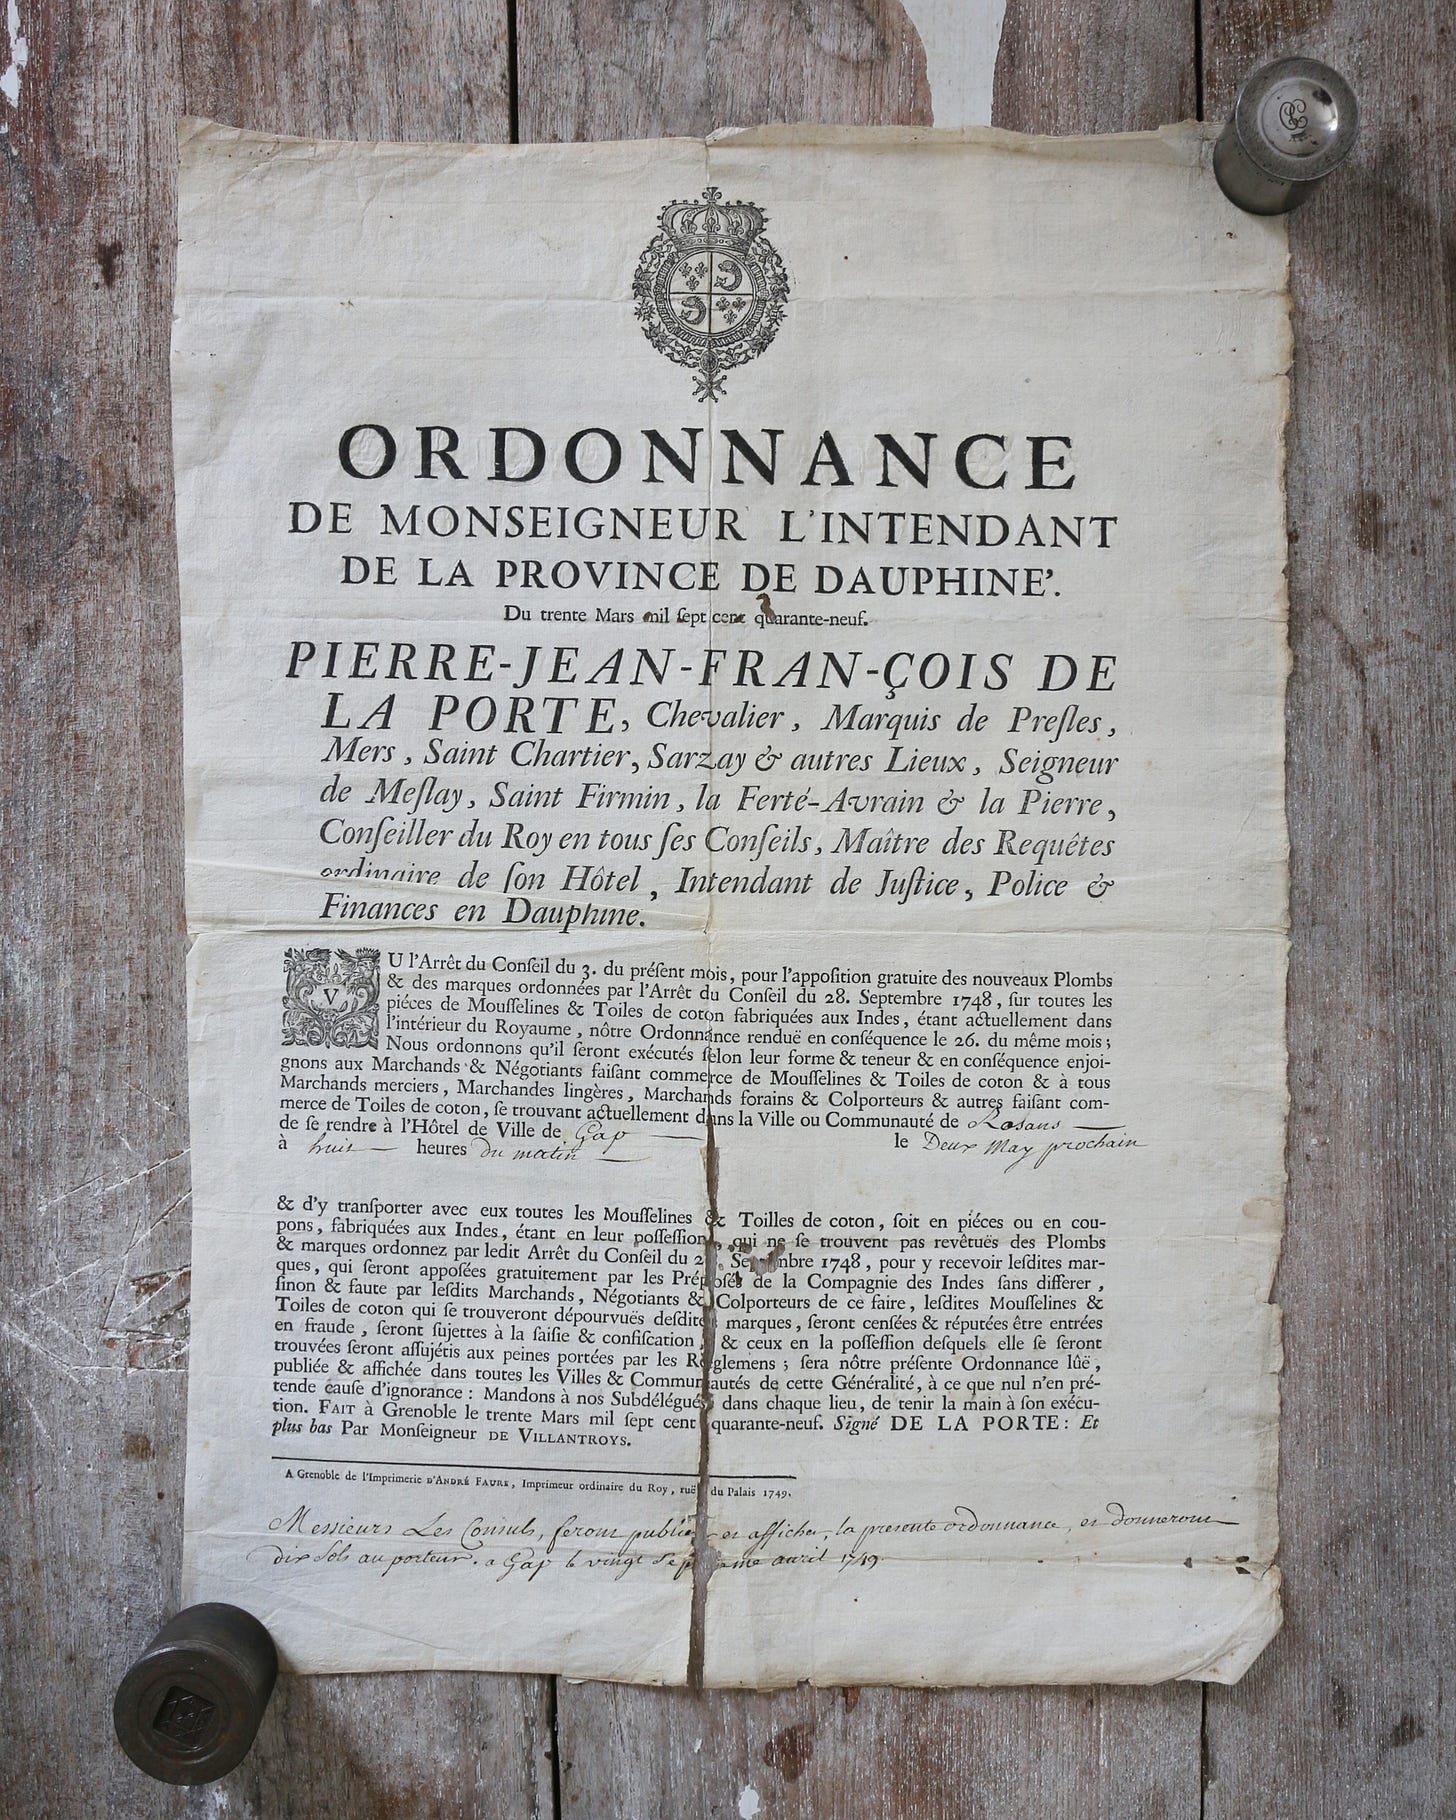 ORDONNANCE
DE MONSEIGNEUR L'INTENDANT
DE LA PROVINCE DE DAUPHINE'.
Du trente Mars mil ſept cent quarante-neuf.
PIERRE-JEAN-FRAN-ÇOIS DE
LA PORTE, Chevalier, Marquis de Preſles,
Mers, Saint Chartier, Sarzay & autres Lieux, Seigneur
de Meſlay, Saint Firmin, la Ferté-Avrain & la Pierre,
Conſeiller du Roy en tous ſes Conſeils, Maître des Requêtes
ordinaire de ſon Hôtel, Intendant de Juſtice, Police &
Finances en Dauphine.
VU l'Arrêt du Conſeil du 3. du préſent mois, pour l'appoſition gratuite des nouveaux Plombs
& des marques ordonnées par l'Arrêt du Conſeil du 28. Septembre 1748, ſur toutes les
piéces de Mouſſelines & Toiles de coton fabriquées aux Indes, étant actuellement dans
l'intérieur du Royaume, nôtre Ordonnance renduë en conſéquence le 26. du même mois;
Nous ordonnons qu'il ſeront exécutés ſelon leur forme & teneur & en conſéquence enjoi-
gnons aux Marchands & Négotians faiſant commerce de Mouſſelines & Toiles de coton & à tous
Marchands merciers, Marchandes lingères, Marchands forains & Colporteurs & autres faiſant com-
merce de Toiles de coton, ſe trouvant actuellement dans la Ville ou Communauté de Rosans
de ſe rendre à l'Hôtel de Ville de Gap le Deux May prochain
à huit heures du matin
& d'y tranſporter avec eux toutes les Mouſſelines & Toilles de coton, ſoit en piéces ou en cou-
pons, fabriquées aux Indes, étant en leur poſſeſſion, qui ne ſe trouvent pas revêtuës des Plombs
& marques ordonnez par ledit Arrêt du Conſeil du 28. Septembre 1748, pour y recevoir leſdites mar-
ques, qui ſeront appoſées gratuitement par les Prépoſés de la Compagnie des Indes ſans différer,
ſinon & faute par leſdits Marchands, Négotians & Colporteurs de ce faire, leſdites Mouſſelines &
Toiles de coton qui ſe trouveront dépourvuës deſdites marques, ſeront cenſées & réputées être entrées
en fraude, ſeront ſujettes à la ſaiſie & confiſcation, & ceux en la poſſeſſion deſquels elle ſe ſeront
trouvées ſeront aſſujétis aux peines portées par les Réglemens; ſera nôtre préſente Ordonnance lûë,
publiée & affichée dans toutes les Villes & Communautés de cette Généralité, à ce que nul n'en pré-
tende cauſe d'ignorance: Mandons à nos Subdélégués dans chaque lieu, de tenir la main à ſon exécu-
tion. FAIT à Grenoble le trente Mars mil ſept cent quarante-neuf. Signé DE LA PORTE: Et
plus bas Par Monſeigneur DE VILLANTROYS.
A Grenoble de l'Imprimerie D'ANDRÉ FAURE, Imprimeur ordinaire du Roy, ruë du Palais 1749.
Messieurs Les Consuls, feront publier et afficher, la presente ordonnance, et donneront
dix sols au porteur. a Gap le vingt septieme avril 1749.